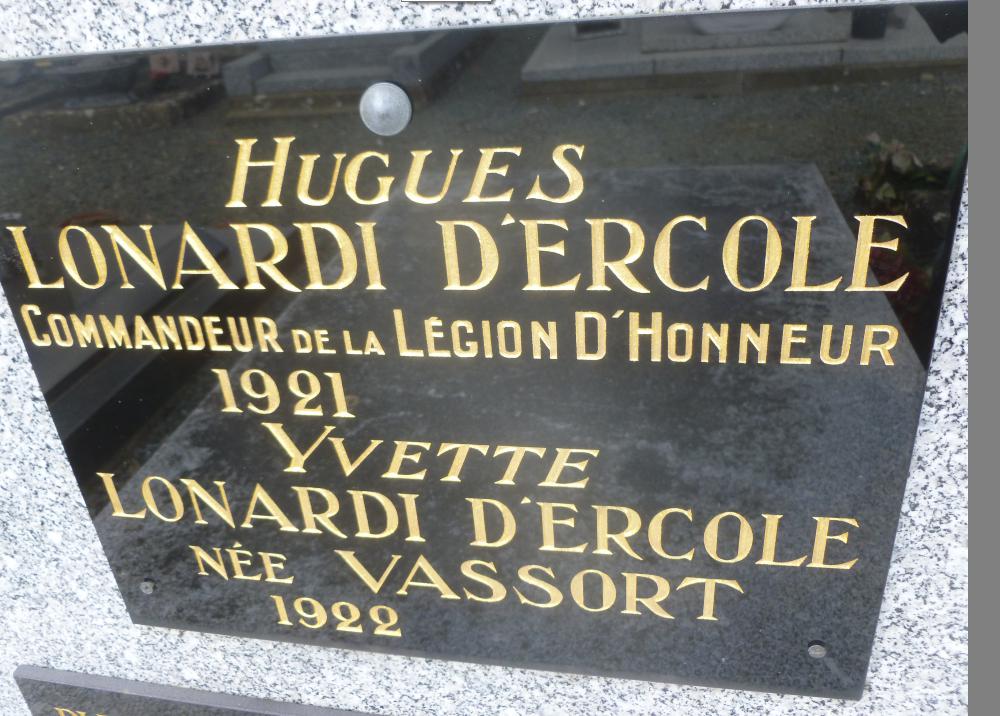 HUGUES
LONARDI D'ERCOLE
COMMANDEUR DE LA LÉGION D'HONNEUR
1921
YVETTE
LONARDI D'ERCOLE
NÉE VASSORT
1922